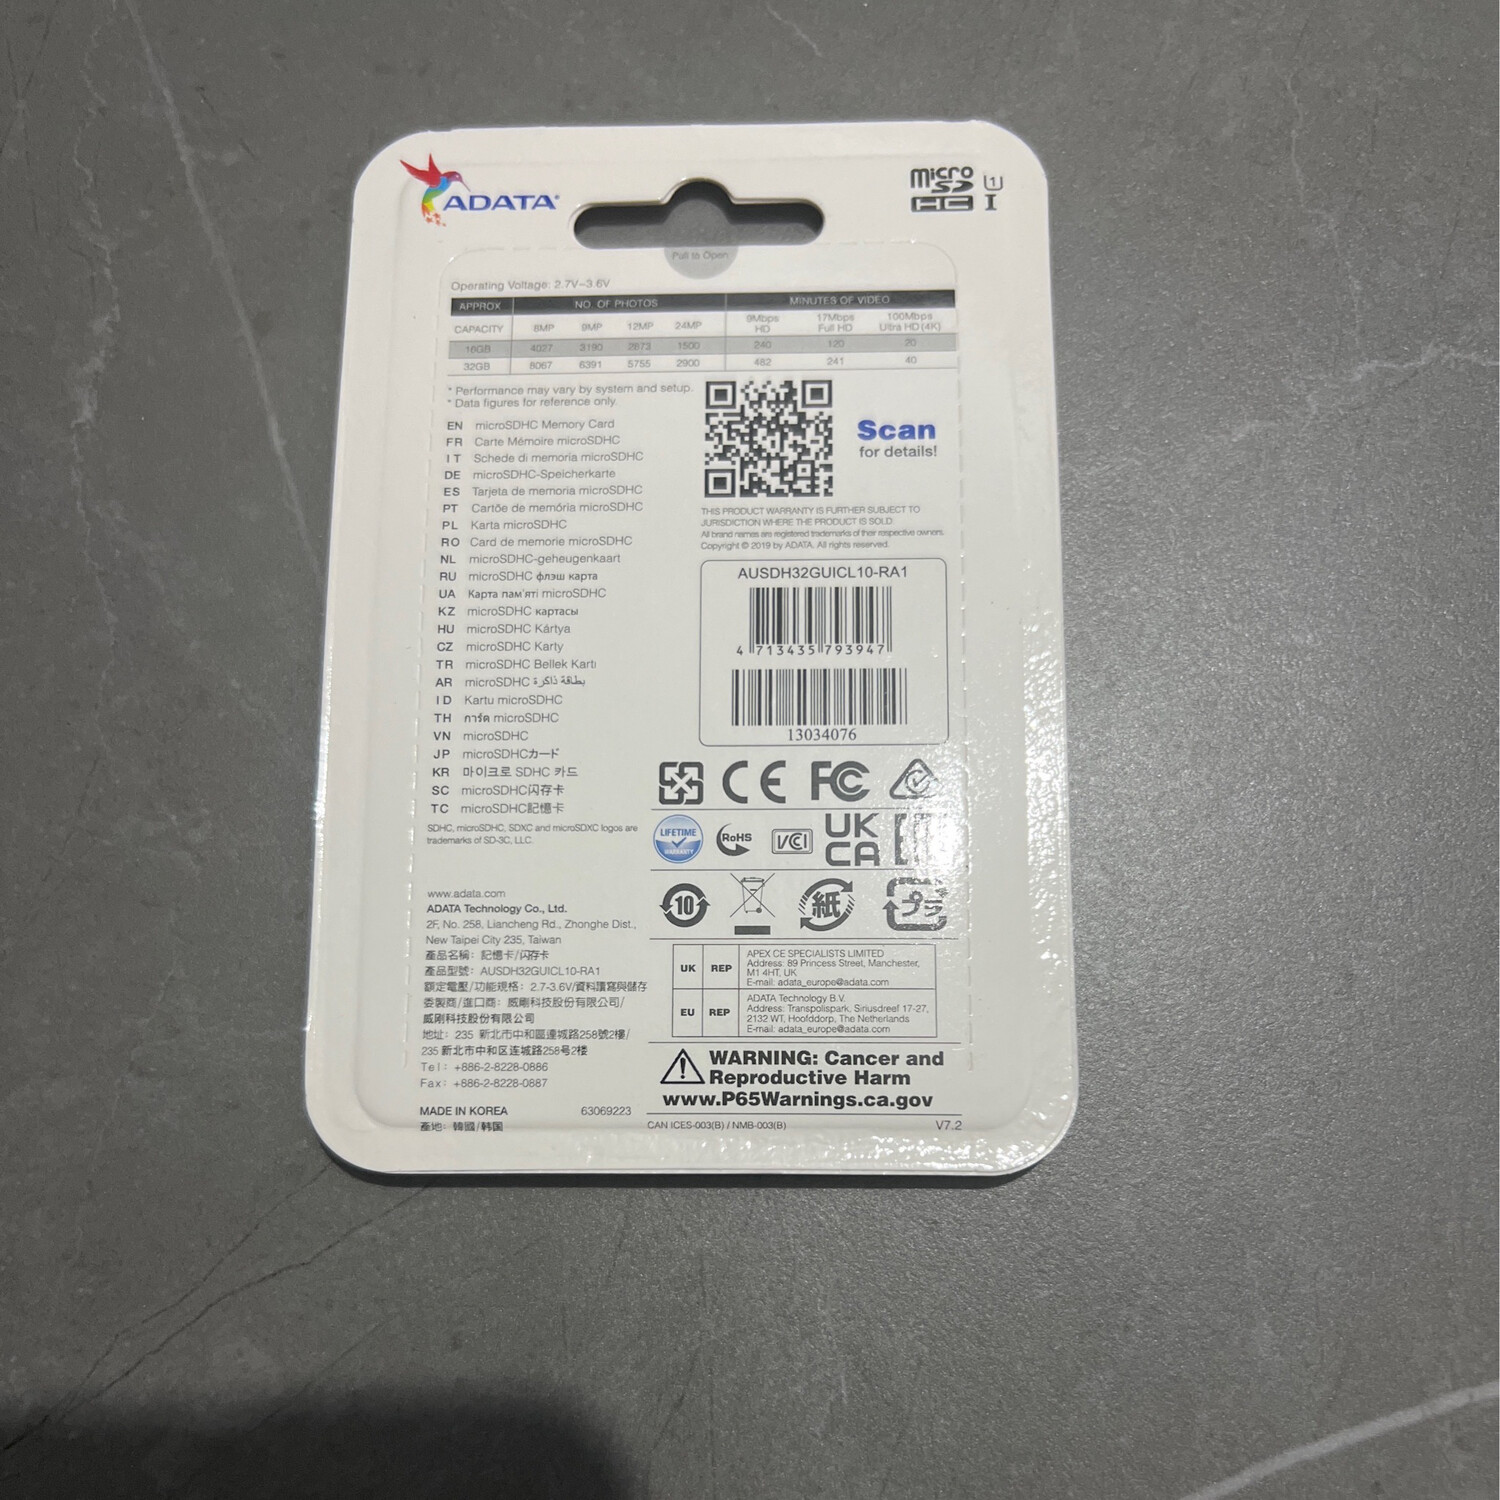 ADATA
micro
SD
HC I
1
Pull to Open
Operating Voltage: 2.7V~3.6V
APPROX NO. OF PHOTOS MINUTES OF VIDEO
CAPACITY 8MP 9MP 12MP 24MP 9Mbps HD 17Mbps Full HD 100Mbps Ultra HD (4K)
16GB 4027 3190 2873 1500 240 120 20
32GB 8067 6391 5755 2900 482 241 40
* Performance may vary by system and setup.
* Data figures for reference only.
Scan
for details!
EN microSDHC Memory Card
FR Carte Mémoire microSDHC
IT Schede di memoria microSDHC
DE microSDHC-Speicherkarte
ES Tarjeta de memoria microSDHC
PT Cartõe de memória microSDHC
PL Karta microSDHC
RO Card de memorie microSDHC
NL microSDHC-geheugenkaart
RU microSDHC флэш карта
UA Карта пам'яті microSDHC
KZ microSDHC картасы
HU microSDHC Kártya
CZ microSDHC Karty
TR microSDHC Bellek Kartı
AR microSDHC بطاقة ذاكرة
ID Kartu microSDHC
TH การ์ด microSDHC
VN microSDHC
JP microSDHCカード
KR 마이크로 SDHC 카드
SC microSDHC闪存卡
TC microSDHC記憶卡
SDHC, microSDHC, SDXC and microSDXC logos are
trademarks of SD-3C, LLC.
THIS PRODUCT WARRANTY IS FURTHER SUBJECT TO
JURISDICTION WHERE THE PRODUCT IS SOLD.
All brand names are registered trademarks of their respective owners.
Copyright © 2019 by ADATA. All rights reserved.
AUSDH32GUICL10-RA1
4 713435 793947
13034076
CE FC
LIFETIME
WARRANTY
RoHS
VCI
UK
CA
10
紙
プラ
www.adata.com
ADATA Technology Co., Ltd.
2F, No. 258, Liancheng Rd., Zhonghe Dist.,
New Taipei City 235, Taiwan
產品名稱：記憶卡/闪存卡
產品型號：AUSDH32GUICL10-RA1
額定電壓/功能規格：2.7-3.6V/資料讀寫與儲存
委製商/進口商：威剛科技股份有限公司/
威刚科技股份有限公司
地址：235 新北市中和區連城路258號2樓/
235 新北市中和区连城路258号2楼
Tel：+886-2-8228-0886
Fax：+886-2-8228-0887
MADE IN KOREA 63069223
產地：韓國/韩国
UK REP
APEX CE SPECIALISTS LIMITED
Address: 89 Princess Street, Manchester,
M1 4HT, UK
E-mail: adata_europe@adata.com
EU REP
ADATA Technology B.V.
Address: Transpolispark, Siriusdreef 17-27,
2132 WT, Hoofddorp, The Netherlands
E-mail: adata_europe@adata.com
WARNING: Cancer and
Reproductive Harm
www.P65Warnings.ca.gov
CAN ICES-003(B) / NMB-003(B) V7.2